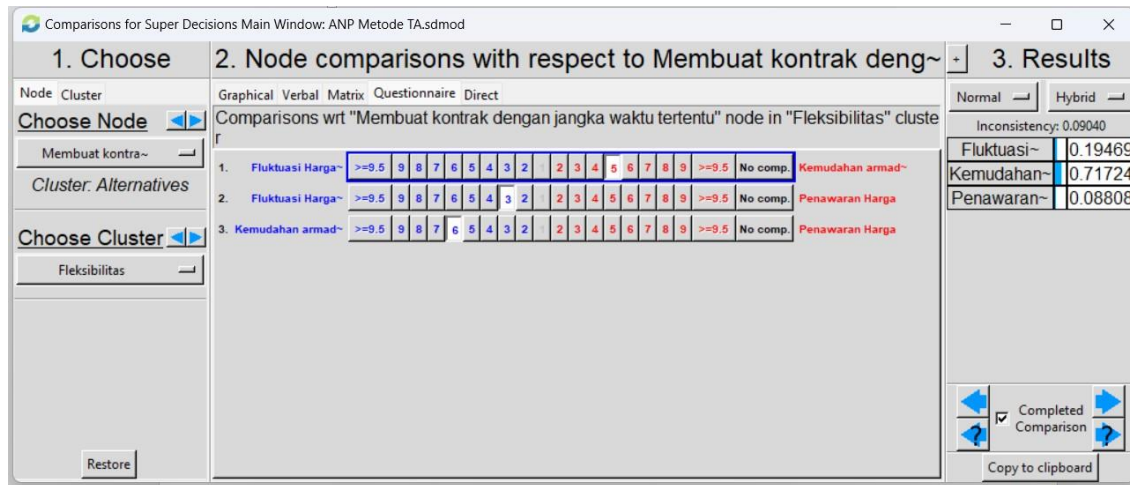 Comparisons for Super Decisions Main Window: ANP Metode TA.sdmod
1. Choose
Node Cluster
Choose Node
Membuat kontra~
Cluster: Alternatives
Choose Cluster
Fleksibilitas
Restore
2. Node comparisons with respect to Membuat kontrak deng~
Graphical Verbal Matrix Questionnaire Direct
Comparisons wrt "Membuat kontrak dengan jangka waktu tertentu" node in "Fleksibilitas" cluste
r
1. Fluktuasi Harga~ >=9.5 9 8 7 6 5 4 3 2 1 2 3 4 5 6 7 8 9 >=9.5 No comp. Kemudahan armad~
2. Fluktuasi Harga~ >=9.5 9 8 7 6 5 4 3 2 1 2 3 4 5 6 7 8 9 >=9.5 No comp. Penawaran Harga
3. Kemudahan armad~ >=9.5 9 8 7 6 5 4 3 2 1 2 3 4 5 6 7 8 9 >=9.5 No comp. Penawaran Harga
+ 3. Results
Normal Hybrid
Inconsistency: 0.09040
Fluktuasi~ 0.19469
Kemudahan~ 0.71724
Penawaran~ 0.08808
Completed
Comparison
? ?
Copy to clipboard